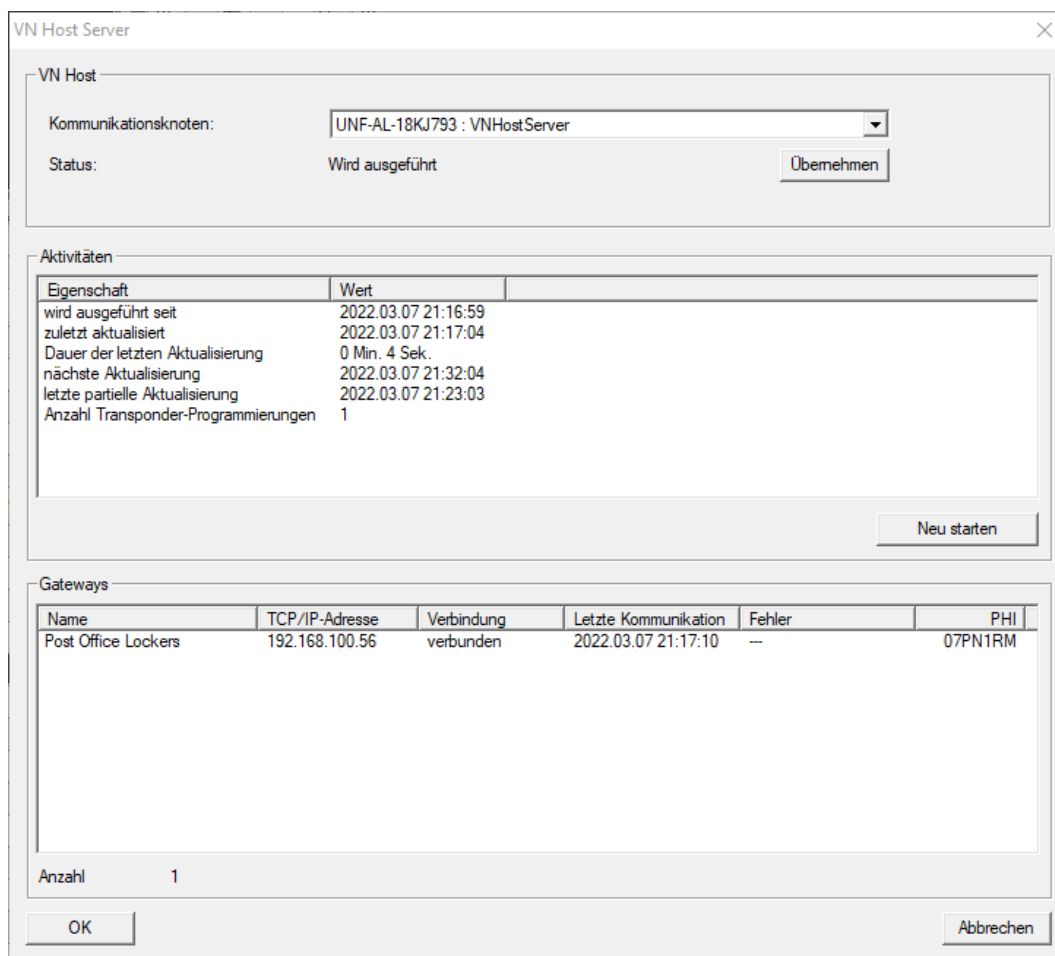 VN Host Server
VN Host
Kommunikationsknoten: UNF-AL-18KJ793 : VNHostServer
Status: Wird ausgeführt Übernehmen
Aktivitäten
Eigenschaft Wert
wird ausgeführt seit 2022.03.07 21:16:59
zuletzt aktualisiert 2022.03.07 21:17:04
Dauer der letzten Aktualisierung 0 Min. 4 Sek.
nächste Aktualisierung 2022.03.07 21:32:04
letzte partielle Aktualisierung 2022.03.07 21:23:03
Anzahl Transponder-Programmierungen 1
Neu starten
Gateways
Name TCP/IP-Adresse Verbindung Letzte Kommunikation Fehler PHI
Post Office Lockers 192.168.100.56 verbunden 2022.03.07 21:17:10 --- 07PN1RM
Anzahl 1
OK Abbrechen